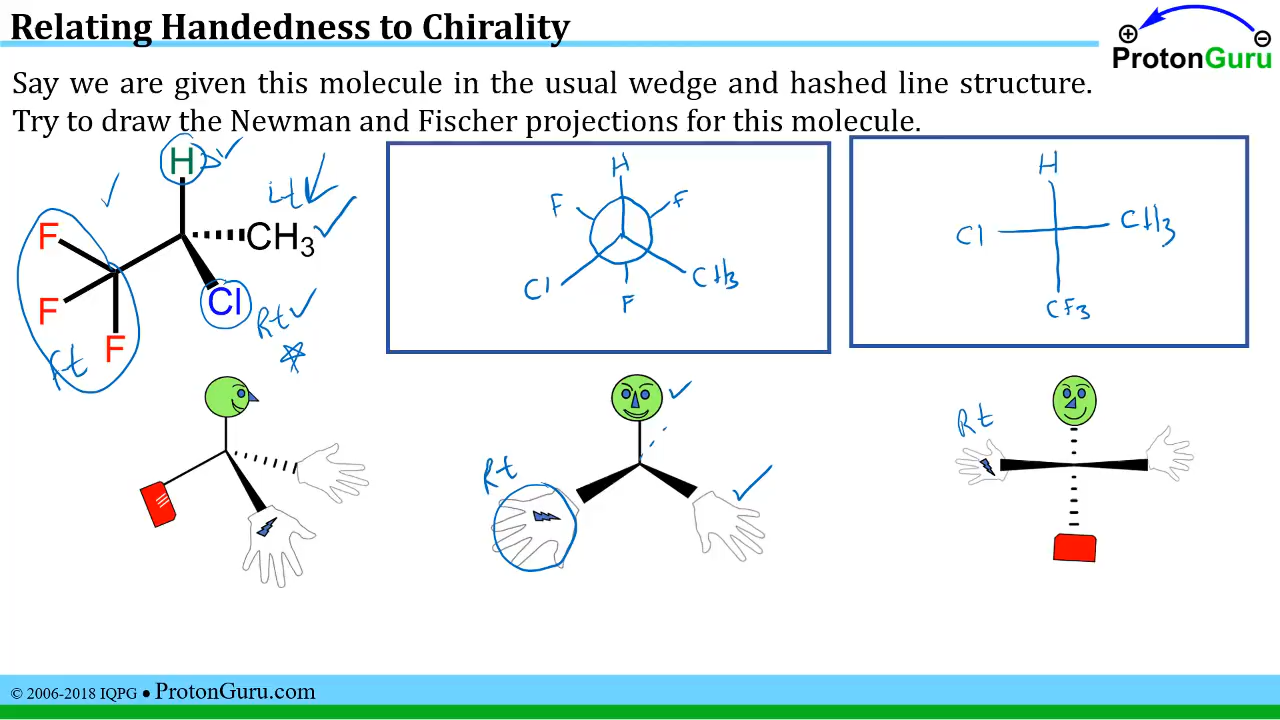 Relating Handedness to Chirality
ProtonGuru
Say we are given this molecule in the usual wedge and hashed line structure.
Try to draw the Newman and Fischer projections for this molecule.
H
F
CH3
F
F
Cl
Lt
Rt
Ft
H
F
F
Cl
CH3
F
H
Cl
CH3
CF3
Rt
Rt
© 2006-2018 IQPG ● ProtonGuru.com